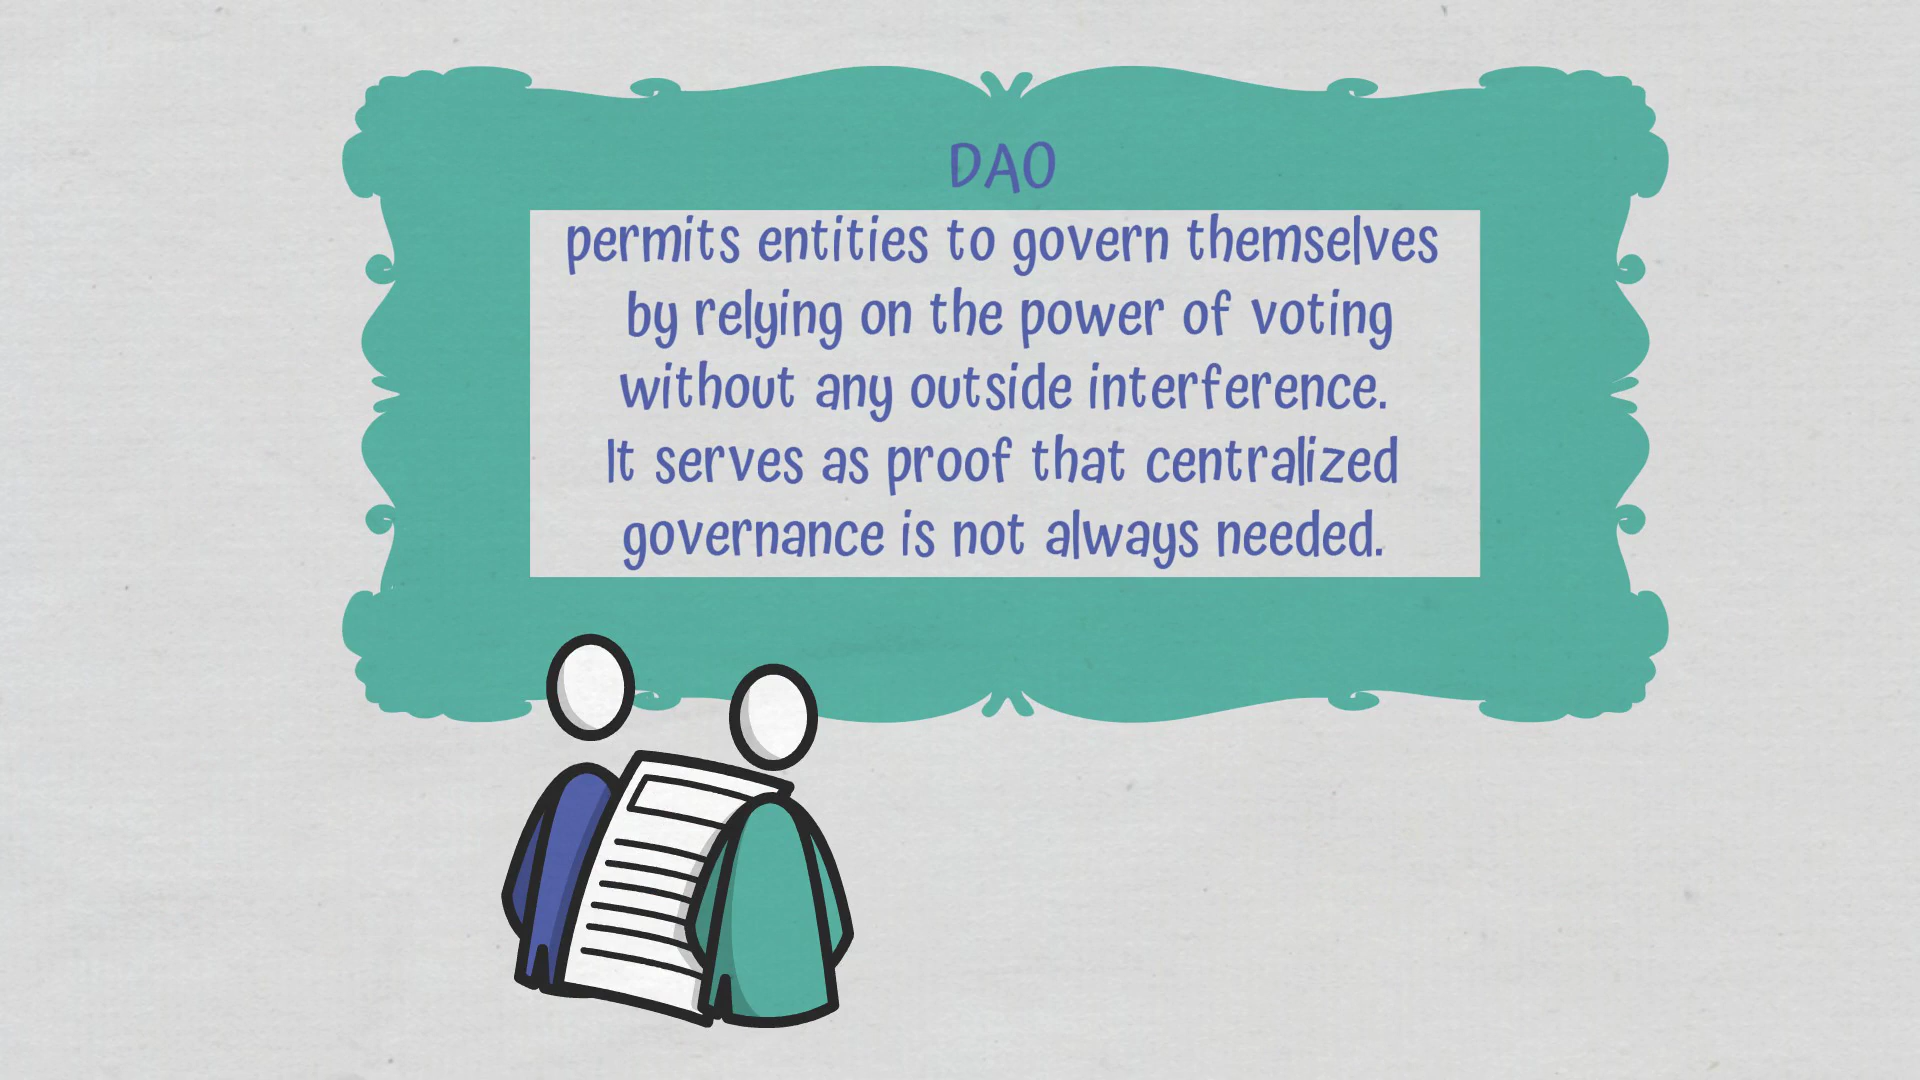 DAO
permits entities to govern themselves
by relying on the power of voting
without any outside interference.
It serves as proof that centralized
governance is not always needed.